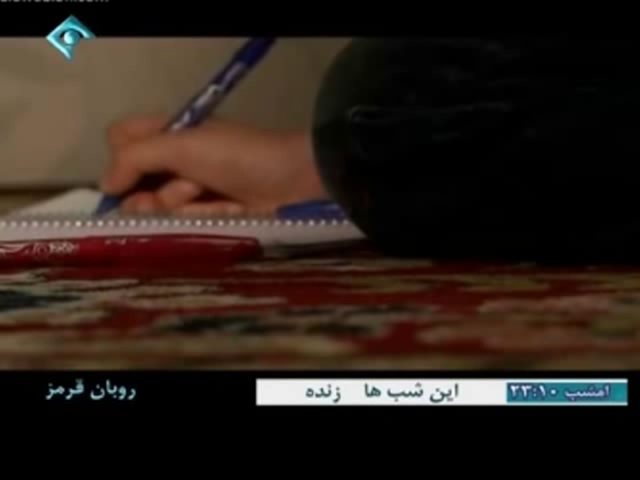 امشب ۲۳:۱۰ این شب ها زنده روبان قرمز